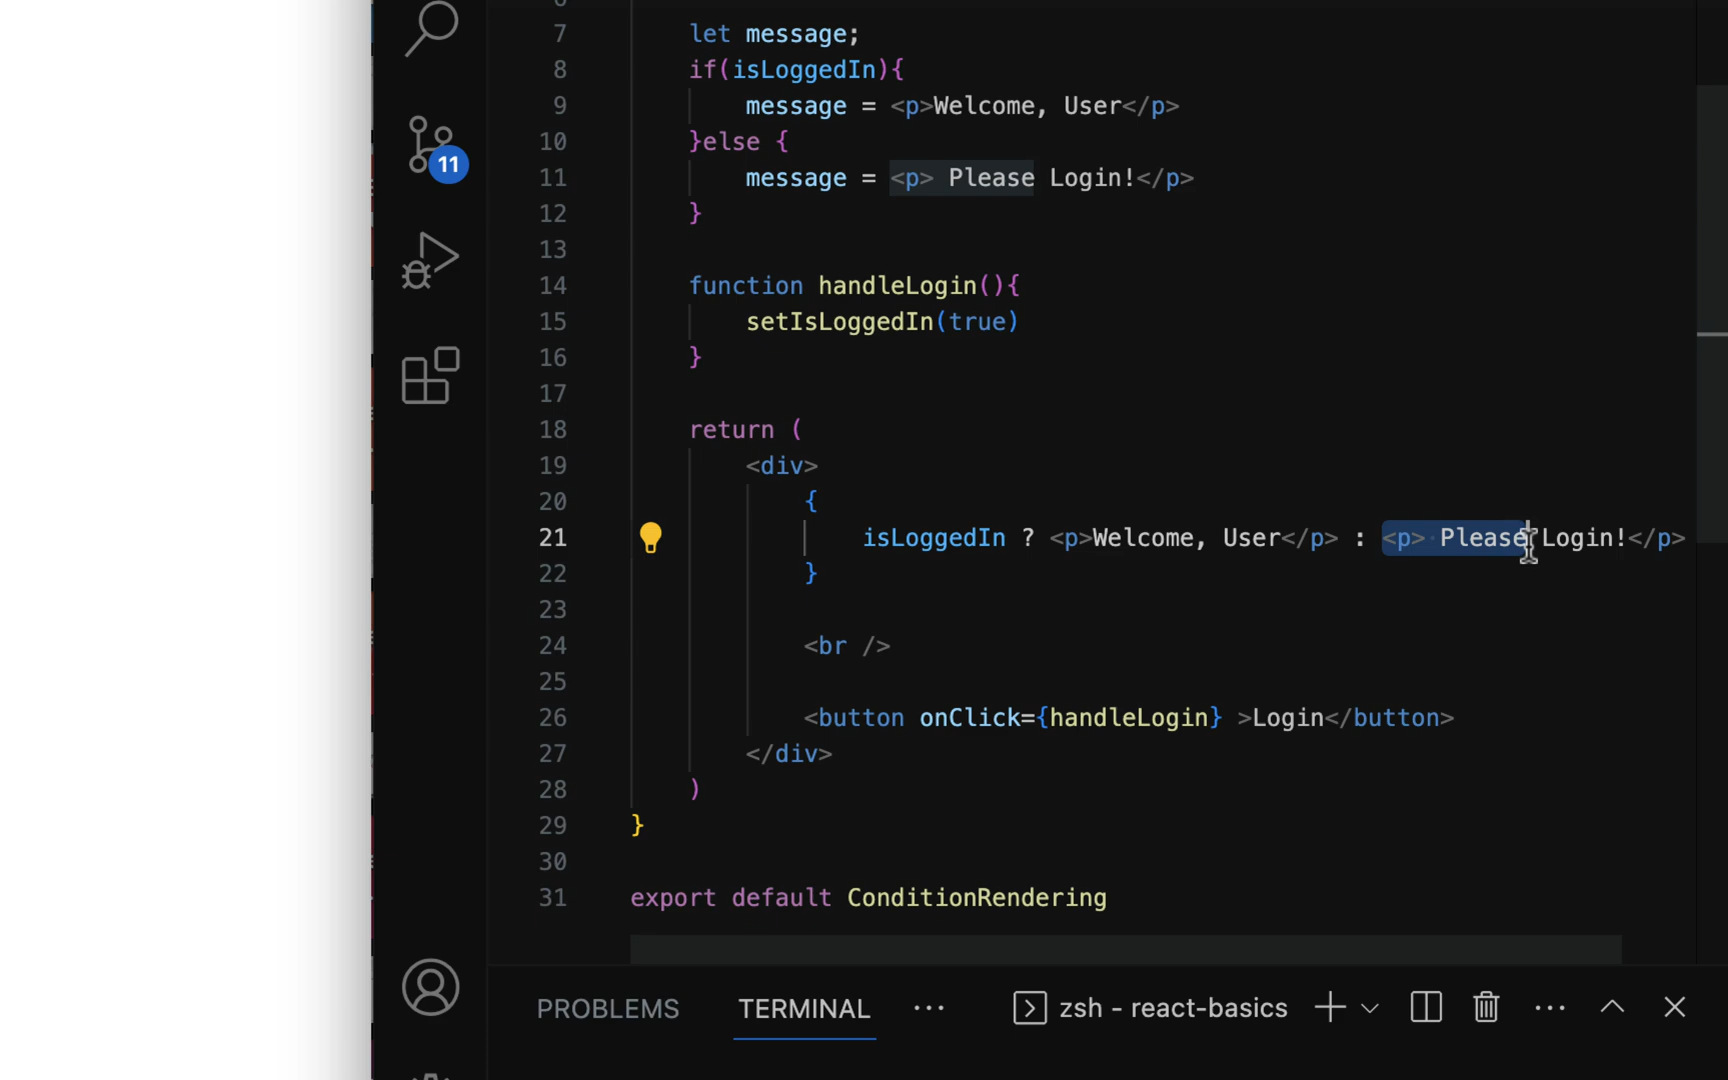 11
7 let message;
8 if(isLoggedIn){
9 message = <p>Welcome, User</p>
10 }else {
11 message = <p> Please Login!</p>
12 }
13
14 function handleLogin(){
15 setIsLoggedIn(true)
16 }
17
18 return (
19 <div>
20 {
21 isLoggedIn ? <p>Welcome, User</p> : <p> Please Login!</p>
22 }
23
24 <br />
25
26 <button onClick={handleLogin} >Login</button>
27 </div>
28 )
29 }
30
31 export default ConditionRendering
PROBLEMS TERMINAL ··· zsh - react-basics